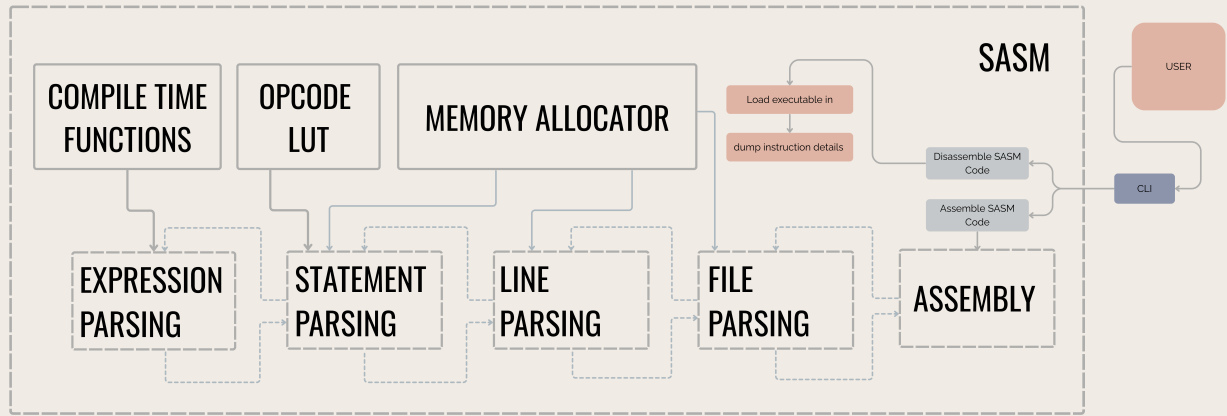 SASM
USER
COMPILE TIME
FUNCTIONS
OPCODE
LUT
MEMORY ALLOCATOR
Load executable in
dump instruction details
Disassemble SASM
Code
CLI
Assemble SASM
Code
EXPRESSION
PARSING
STATEMENT
PARSING
LINE
PARSING
FILE
PARSING
ASSEMBLY